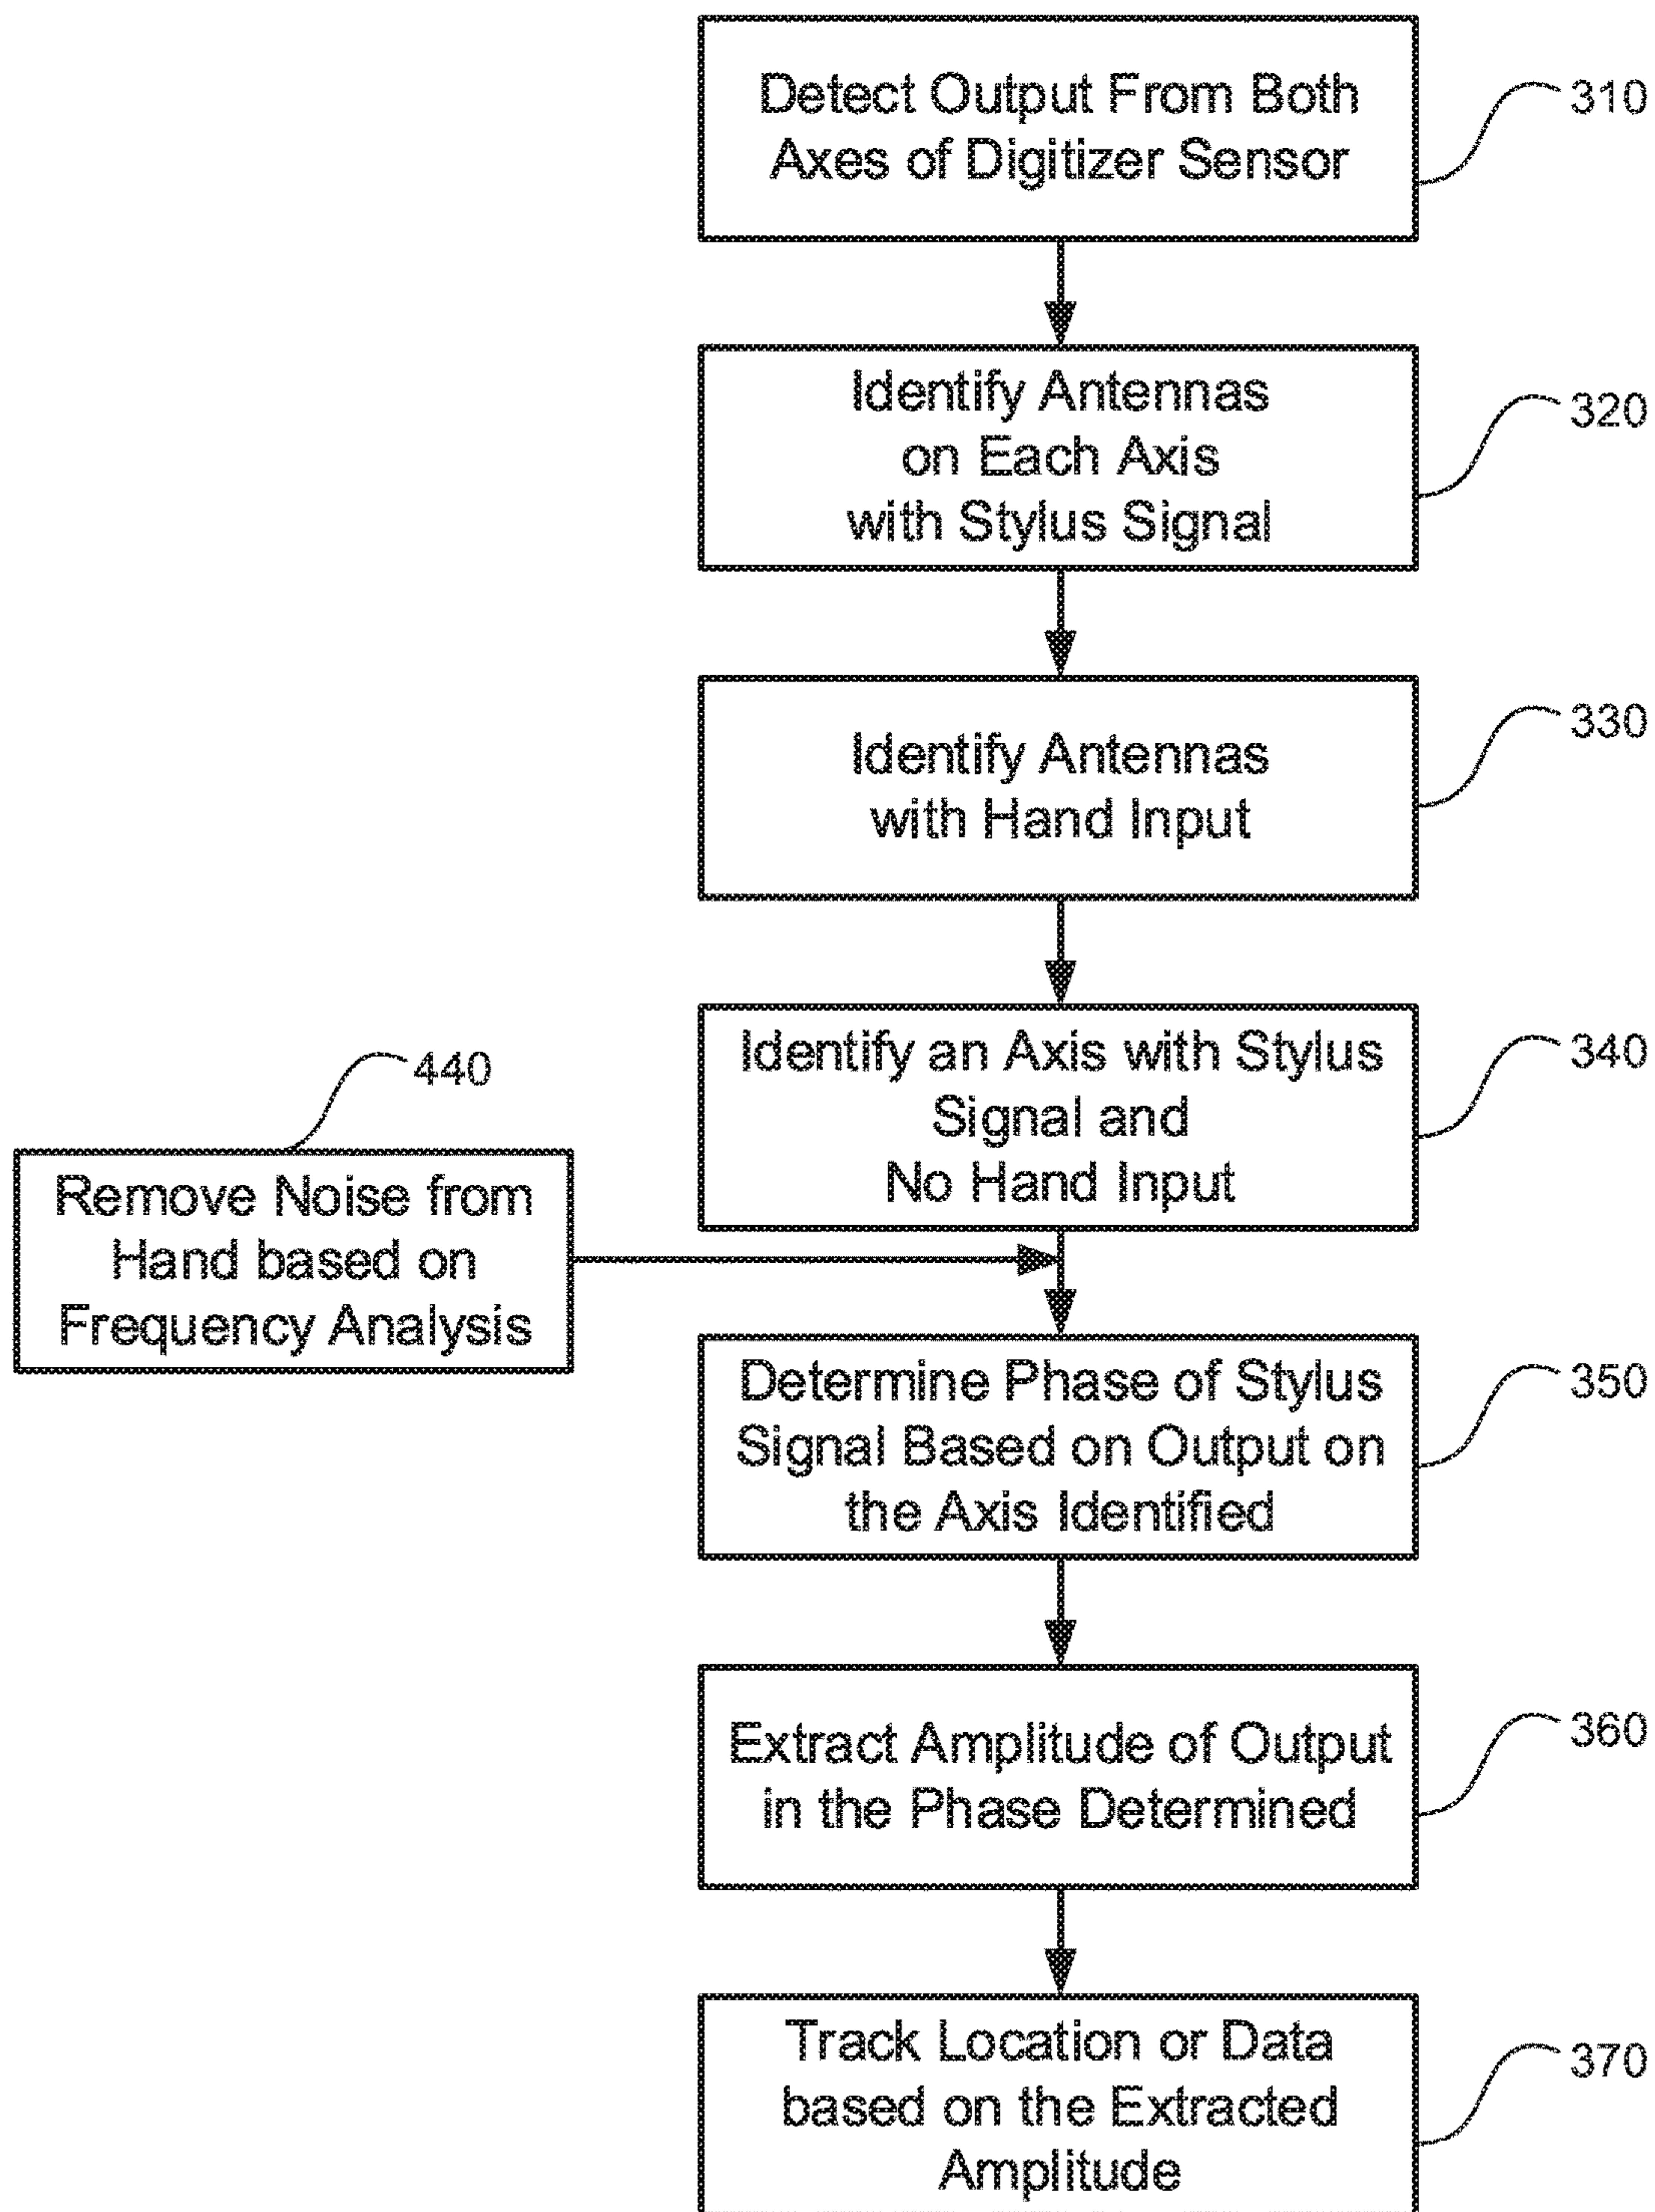 Detect Output From Both
Axes of Digitizer Sensor
310
Identify Antennas
on Each Axis
with Stylus Signal
320
Identify Antennas
with Hand Input
330
Identify an Axis with Stylus
Signal and
No Hand Input
340
440
Remove Noise from
Hand based on
Frequency Analysis
Determine Phase of Stylus
Signal Based on Output on
the Axis Identified
350
Extract Amplitude of Output
in the Phase Determined
360
Track Location or Data
based on the Extracted
Amplitude
370